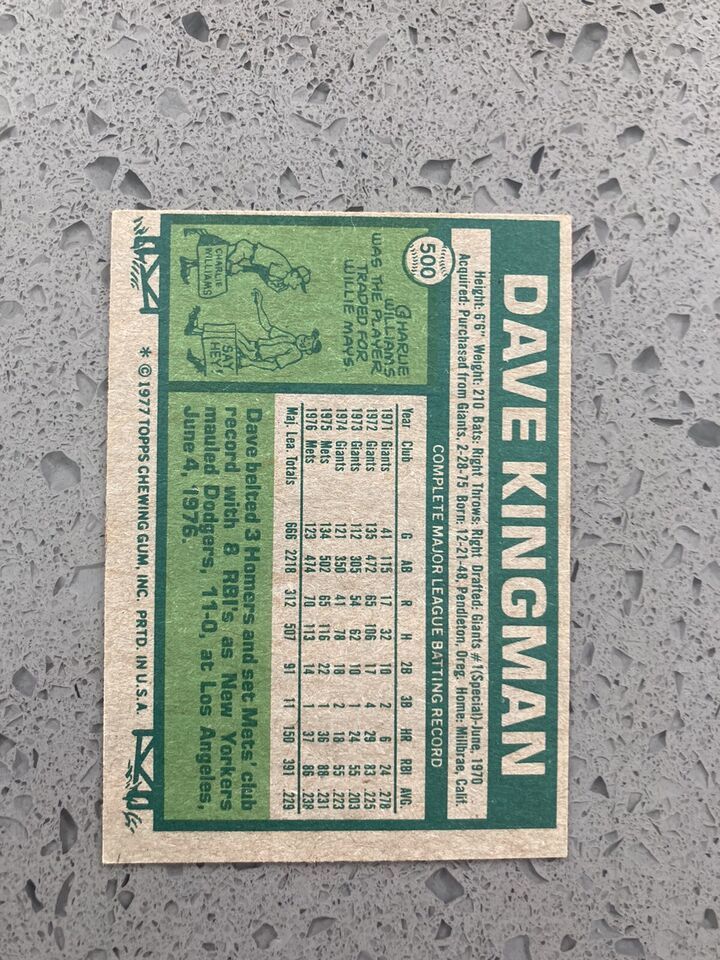 DAVE KINGMAN
500
Height: 6'6" Weight: 210 Bats: Right Throws: Right Drafted: Giants #1(Special)-June, 1970
Acquired: Purchased from Giants, 2-28-75 Born: 12-21-48, Pendleton, Oreg. Home: Millbrae, Calif.
COMPLETE MAJOR LEAGUE BATTING RECORD
Year Club G AB R H 2B 3B HR RBI AVG.
1971 Giants 41 115 17 32 10 2 6 24 .278
1972 Giants 135 472 65 106 17 4 29 83 .225
1973 Giants 112 305 54 62 10 1 24 55 .203
1974 Giants 121 350 41 78 18 2 18 55 .223
1975 Mets 134 502 65 116 22 1 36 88 .231
1976 Mets 123 474 70 113 14 1 37 86 .238
Maj. Lea. Totals 666 2218 312 507 91 11 150 391 .229
CHARLIE
WILLIAMS
WAS THE PLAYER
TRADED FOR
WILLIE MAYS
SAY
HEY!
CHARLIE
WILLIAMS
Dave belted 3 Homers and set Mets' club
record with 8 RBI's as New Yorkers
mauled Dodgers, 11-0, at Los Angeles,
June 4, 1976.
* © 1977 TOPPS CHEWING GUM, INC. PRTD. IN U.S.A.